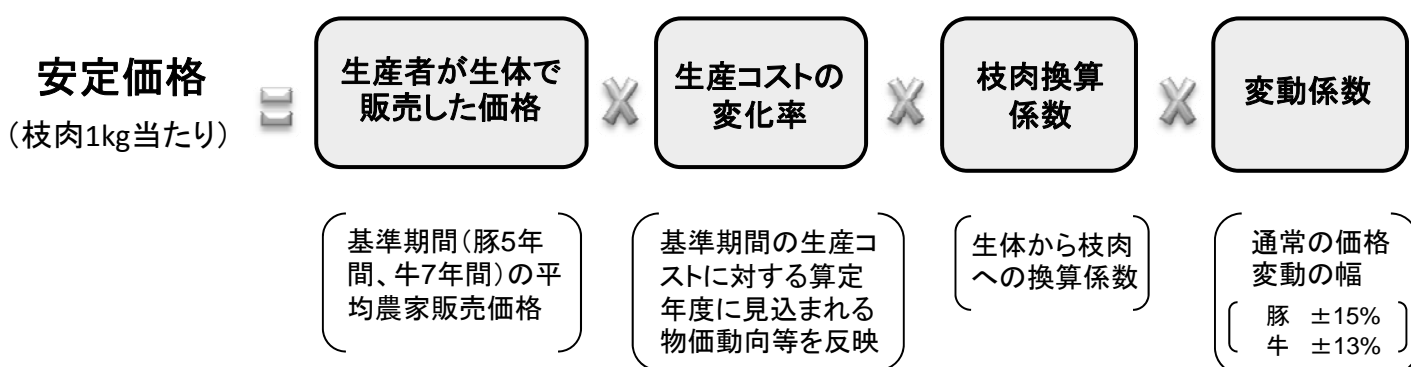 安定価格
（枝肉1kg当たり）
＝
生産者が生体で
販売した価格
×
生産コストの
変化率
×
枝肉換算
係数
×
変動係数
基準期間（豚5年
間、牛7年間）の平
均農家販売価格
基準期間の生産コ
ストに対する算定
年度に見込まれる
物価動向等を反映
生体から枝肉
への換算係数
通常の価格
変動の幅
豚　±15%
牛　±13%